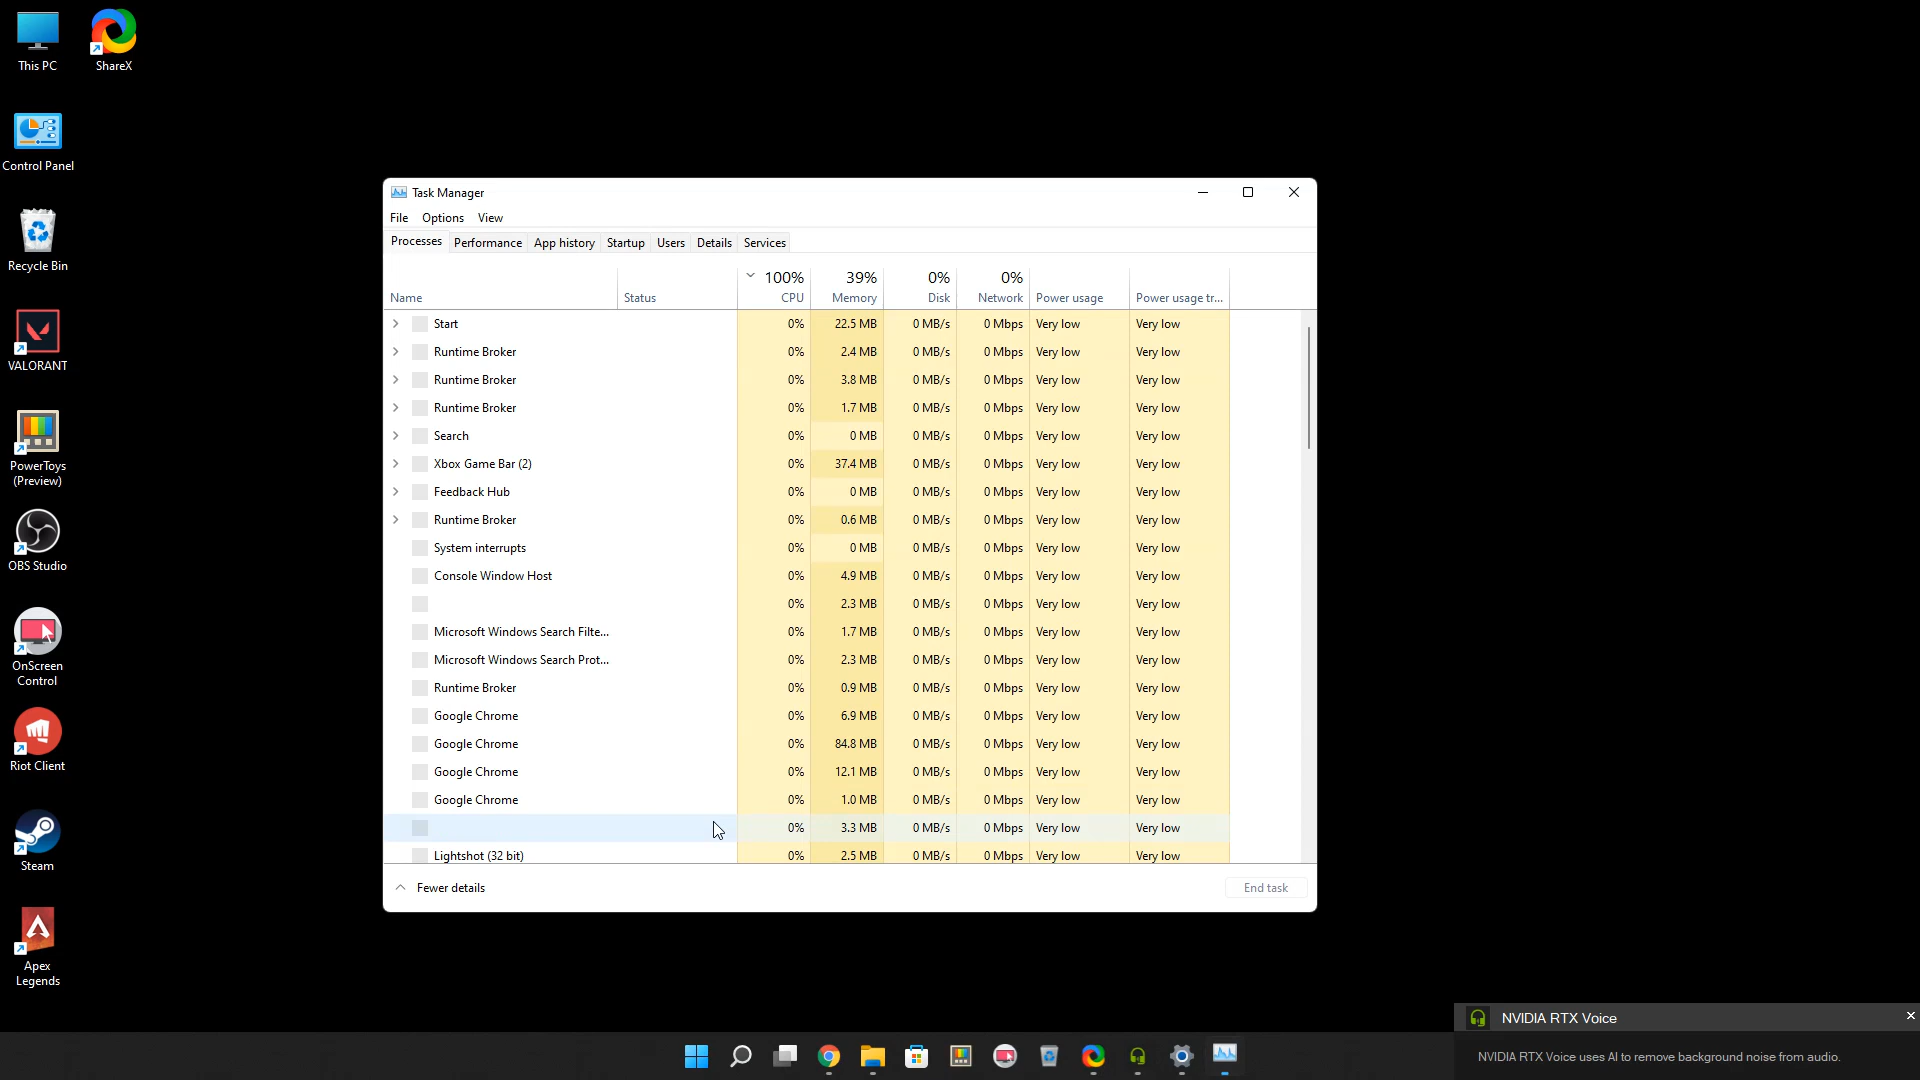 This PC
ShareX
Control Panel
Recycle Bin
VALORANT
PowerToys
(Preview)
OBS Studio
OnScreen
Control
Riot Client
Steam
Apex
Legends
Task Manager
File Options View
Processes Performance App history Startup Users Details Services
100% 39% 0% 0%
Name Status CPU Memory Disk Network Power usage Power usage tr...
Start 0% 22.5 MB 0 MB/s 0 Mbps Very low Very low
Runtime Broker 0% 2.4 MB 0 MB/s 0 Mbps Very low Very low
Runtime Broker 0% 3.8 MB 0 MB/s 0 Mbps Very low Very low
Runtime Broker 0% 1.7 MB 0 MB/s 0 Mbps Very low Very low
Search 0% 0 MB 0 MB/s 0 Mbps Very low Very low
Xbox Game Bar (2) 0% 37.4 MB 0 MB/s 0 Mbps Very low Very low
Feedback Hub 0% 0 MB 0 MB/s 0 Mbps Very low Very low
Runtime Broker 0% 0.6 MB 0 MB/s 0 Mbps Very low Very low
System interrupts 0% 0 MB 0 MB/s 0 Mbps Very low Very low
Console Window Host 0% 4.9 MB 0 MB/s 0 Mbps Very low Very low
0% 2.3 MB 0 MB/s 0 Mbps Very low Very low
Microsoft Windows Search Filte... 0% 1.7 MB 0 MB/s 0 Mbps Very low Very low
Microsoft Windows Search Prot... 0% 2.3 MB 0 MB/s 0 Mbps Very low Very low
Runtime Broker 0% 0.9 MB 0 MB/s 0 Mbps Very low Very low
Google Chrome 0% 6.9 MB 0 MB/s 0 Mbps Very low Very low
Google Chrome 0% 84.8 MB 0 MB/s 0 Mbps Very low Very low
Google Chrome 0% 12.1 MB 0 MB/s 0 Mbps Very low Very low
Google Chrome 0% 1.0 MB 0 MB/s 0 Mbps Very low Very low
0% 3.3 MB 0 MB/s 0 Mbps Very low Very low
Lightshot (32 bit) 0% 2.5 MB 0 MB/s 0 Mbps Very low Very low
Fewer details End task
NVIDIA RTX Voice
NVIDIA RTX Voice uses AI to remove background noise from audio.